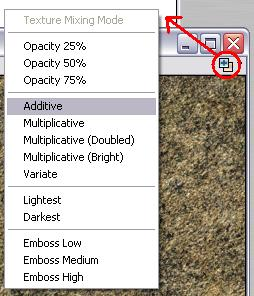 Texture Mixing Mode
Opacity 25%
Opacity 50%
Opacity 75%
Additive
Multiplicative
Multiplicative (Doubled)
Multiplicative (Bright)
Variate
Lightest
Darkest
Emboss Low
Emboss Medium
Emboss High